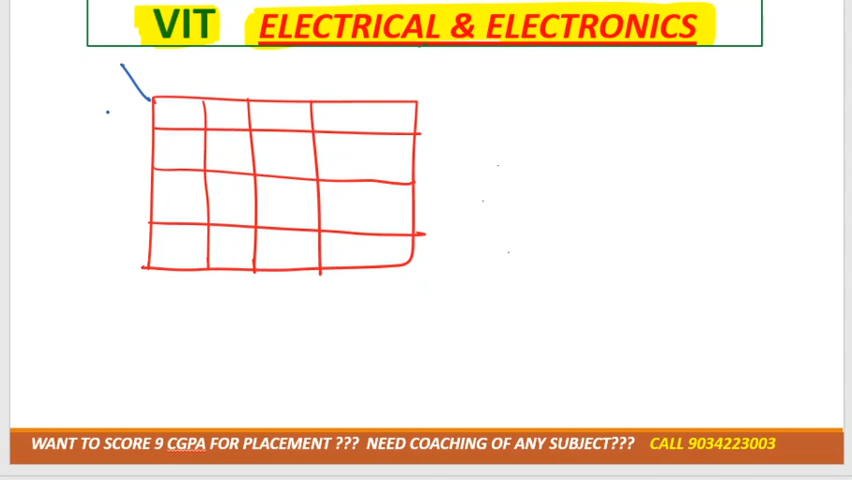 VIT ELECTRICAL & ELECTRONICS
WANT TO SCORE 9 CGPA FOR PLACEMENT ??? NEED COACHING OF ANY SUBJECT??? CALL 9034223003